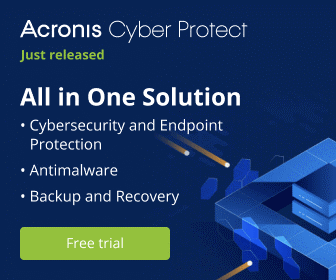 Acronis Cyber Protect
Just released
All in One Solution
• Cybersecurity and Endpoint
Protection
• Antimalware
• Backup and Recovery
Free trial